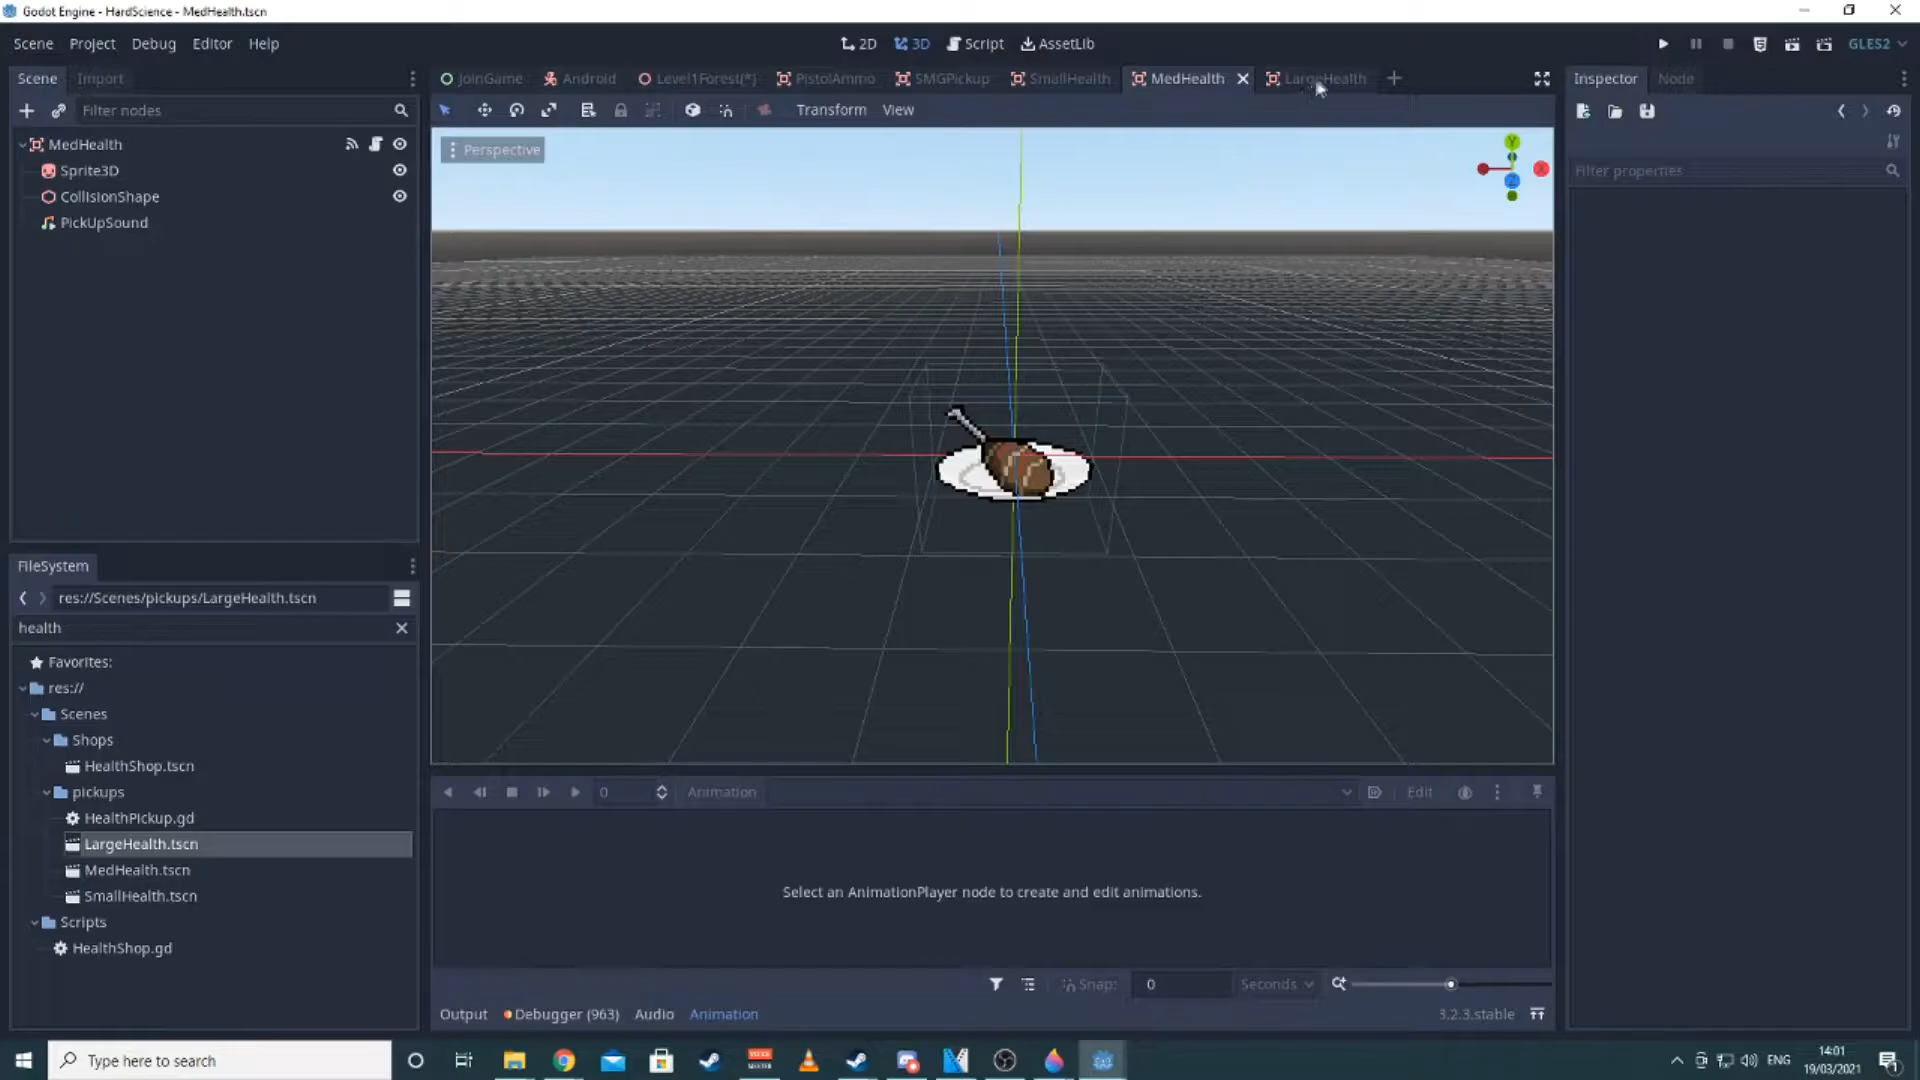 Godot Engine - HardScience - MedHealth.tscn
Scene Project Debug Editor Help
2D 3D Script AssetLib
GLES2
Scene Import
JoinGame Android Level1Forest(*) PistolAmmo SMGPickup SmallHealth MedHealth LargeHealth
Inspector Node
Filter nodes
Transform View
MedHealth
Sprite3D
CollisionShape
PickUpSound
Perspective
Y
X
Z
Filter properties
FileSystem
res://Scenes/pickups/LargeHealth.tscn
health
Favorites:
res://
Scenes
Shops
HealthShop.tscn
pickups
HealthPickup.gd
LargeHealth.tscn
MedHealth.tscn
SmallHealth.tscn
Scripts
HealthShop.gd
0 Animation Edit
Select an AnimationPlayer node to create and edit animations.
Snap: 0 Seconds
Output Debugger (963) Audio Animation
3.2.3.stable
Type here to search
ENG
14:01
19/03/2021
1